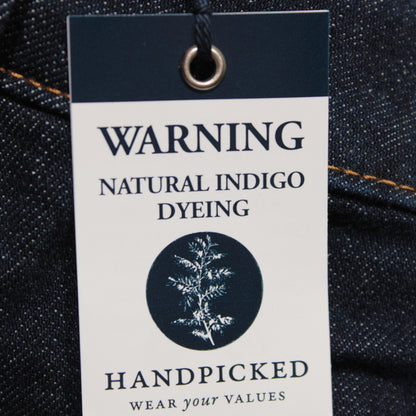 WARNING
NATURAL INDIGO
DYEING
HANDPICKED
WEAR your VALUES